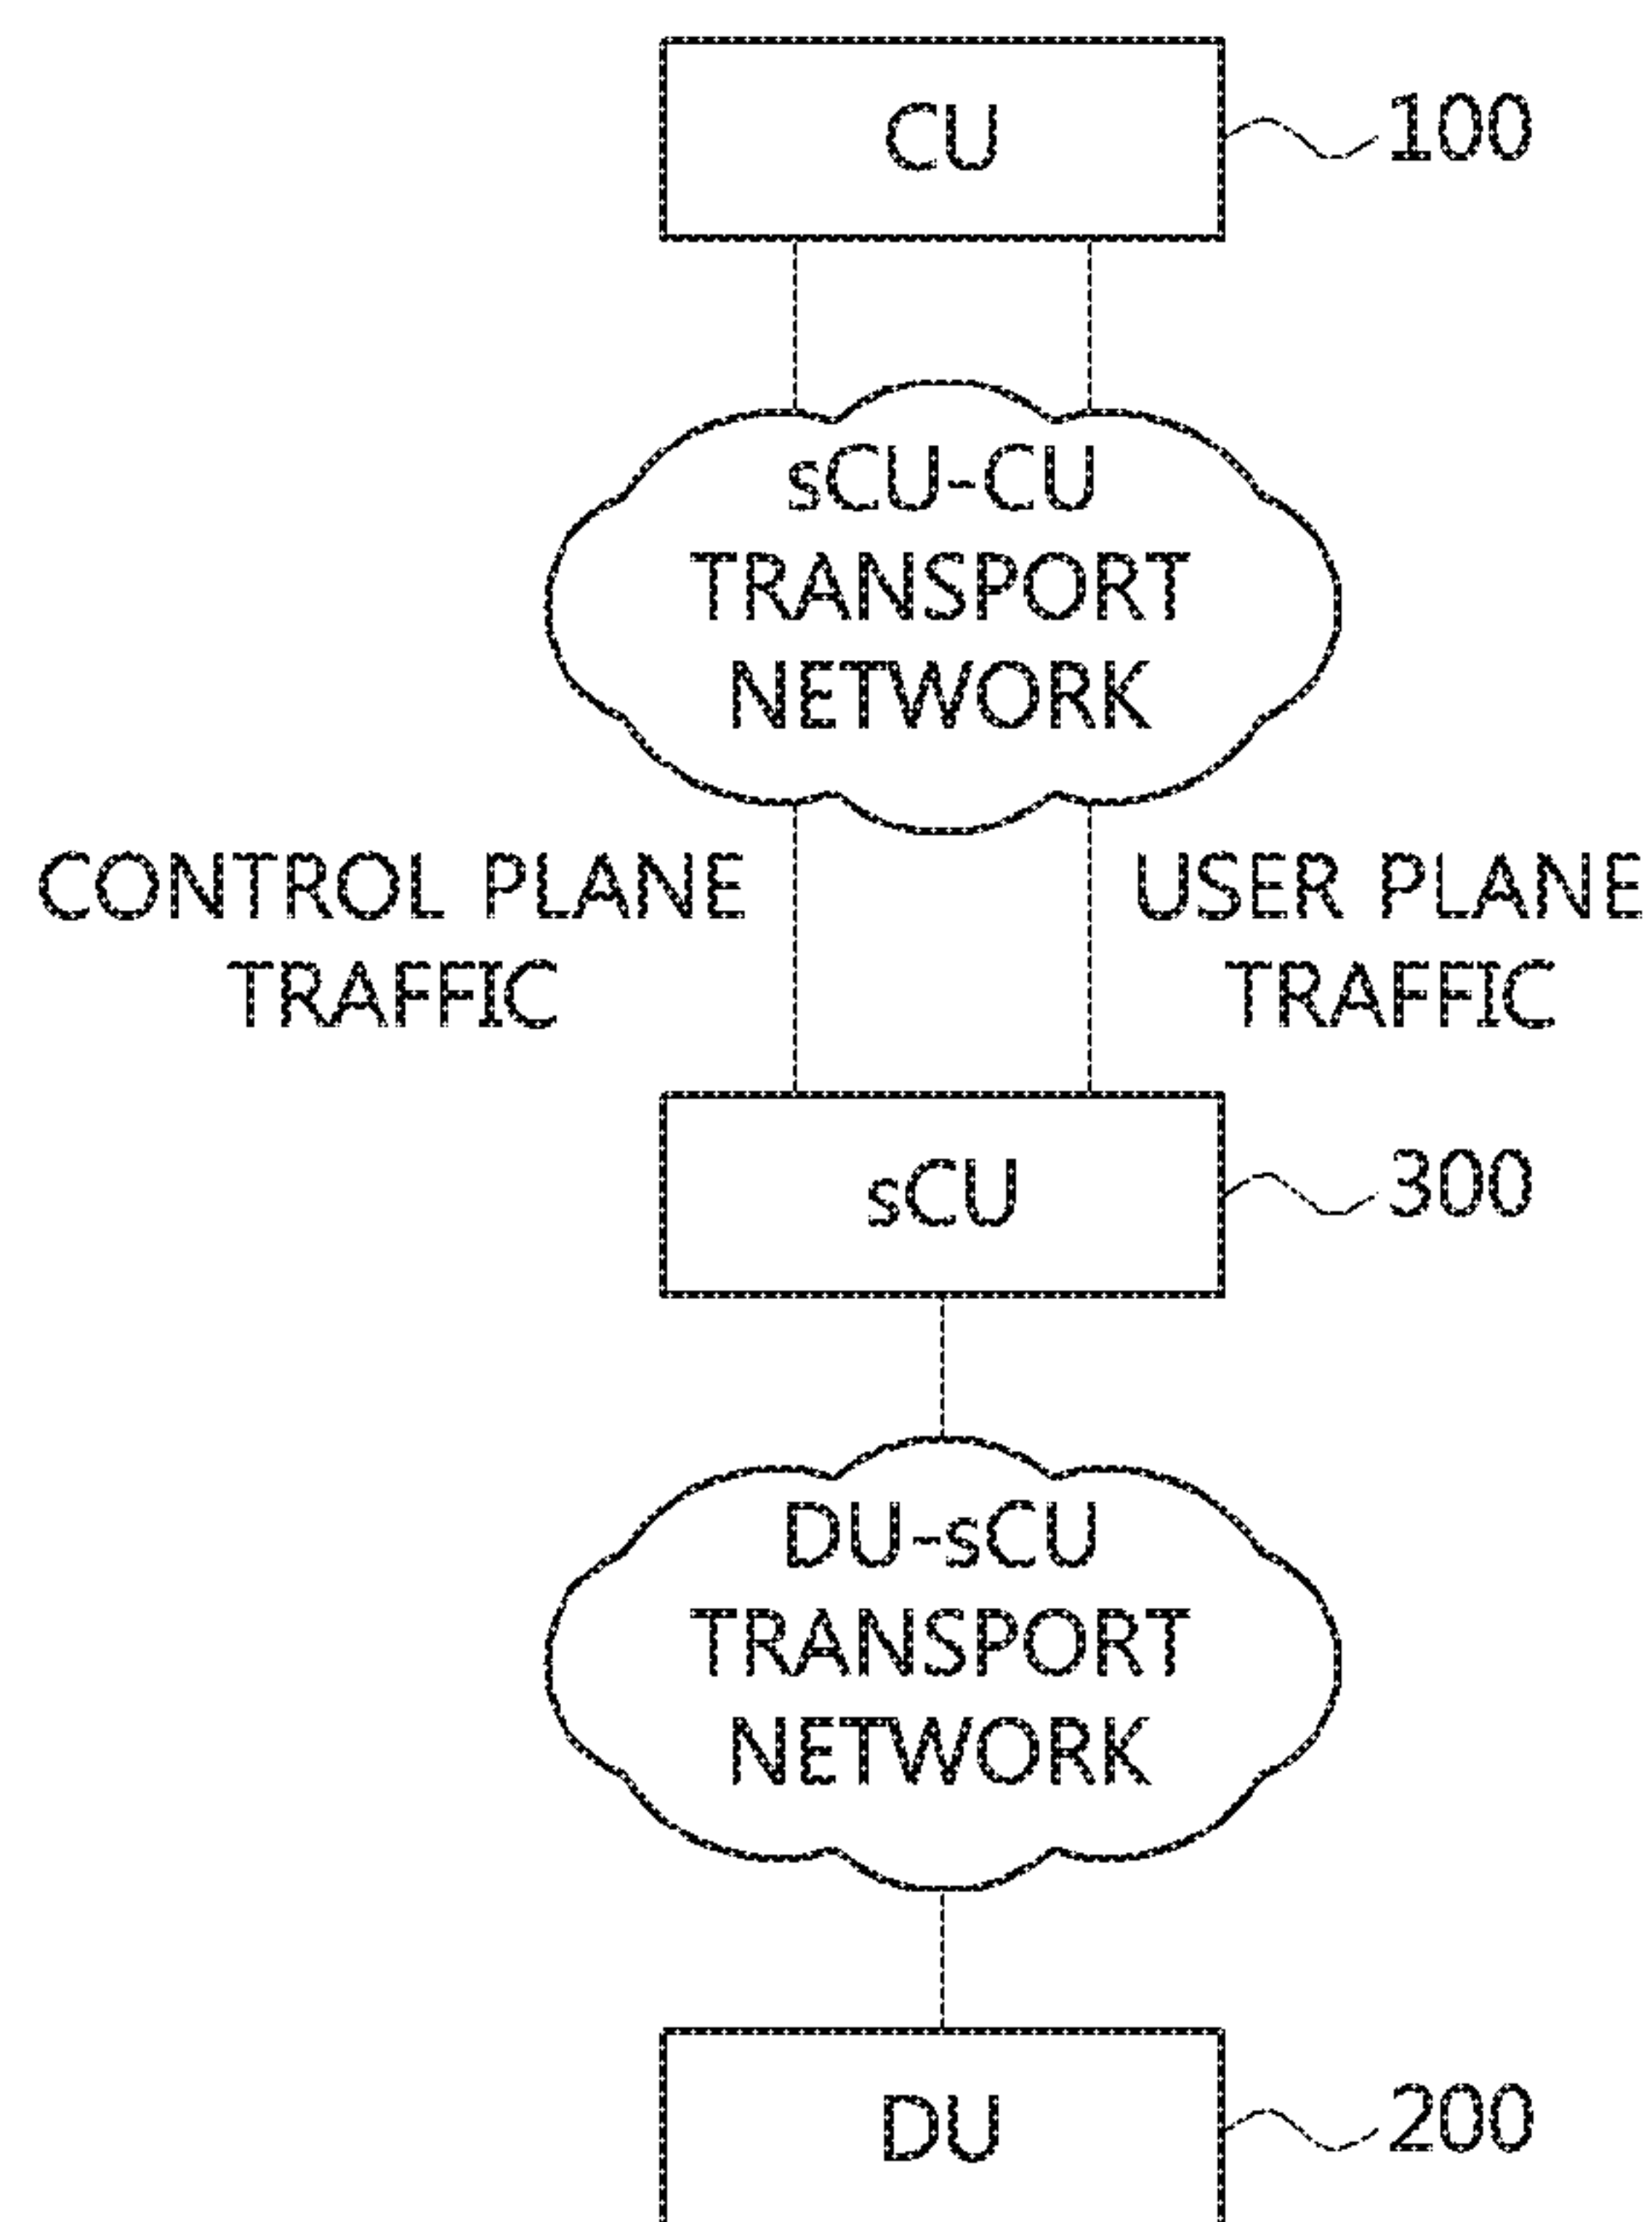 CU
100
sCU-CU
TRANSPORT
NETWORK
CONTROL PLANE
TRAFFIC
USER PLANE
TRAFFIC
sCU
300
DU-sCU
TRANSPORT
NETWORK
DU
200